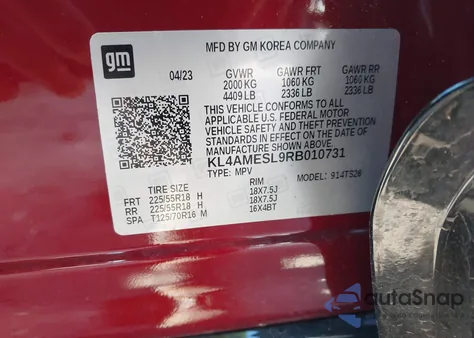 gm
MFD BY GM KOREA COMPANY
04/23 GVWR GAWR FRT GAWR RR
2000 KG 1060 KG 1060 KG
4409 LB 2336 LB 2336 LB
THIS VEHICLE CONFORMS TO ALL
APPLICABLE U.S. FEDERAL MOTOR
VEHICLE SAFETY AND THEFT
PREVENTION STANDARDS IN EFFECT ON
THE DATE OF MANUFACTURE SHOWN ABOVE.
KL4AMESL9RB010731
TYPE: MPV MODEL: 914TS26
TIRE SIZE RIM
FRT 225/55R18 H 18X7.5J
RR 225/55R18 H 18X7.5J
SPA T125/70R16 M 16X4BT
autoSnap